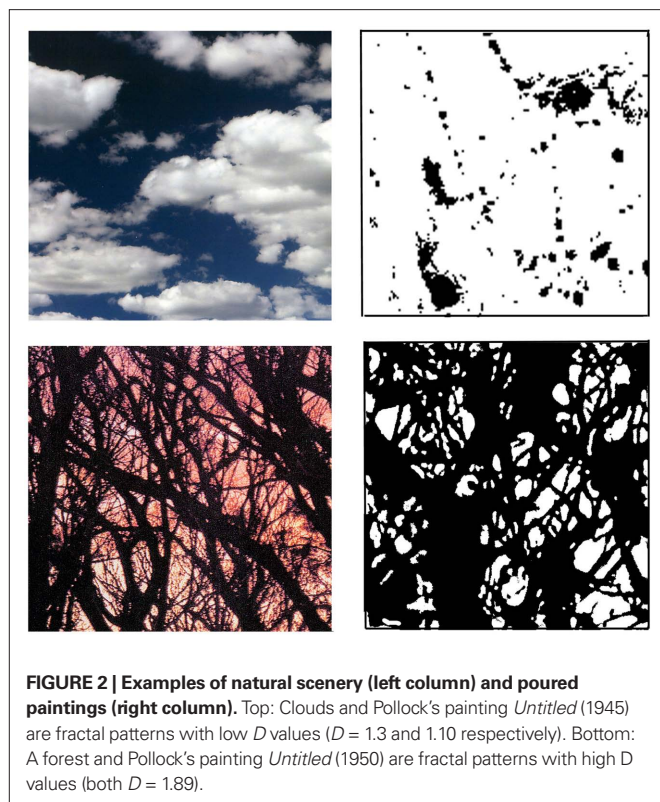 FIGURE 2 | Examples of natural scenery (left column) and poured
paintings (right column). Top: Clouds and Pollock's painting Untitled (1945)
are fractal patterns with low D values (D = 1.3 and 1.10 respectively). Bottom:
A forest and Pollock's painting Untitled (1950) are fractal patterns with high D
values (both D = 1.89).